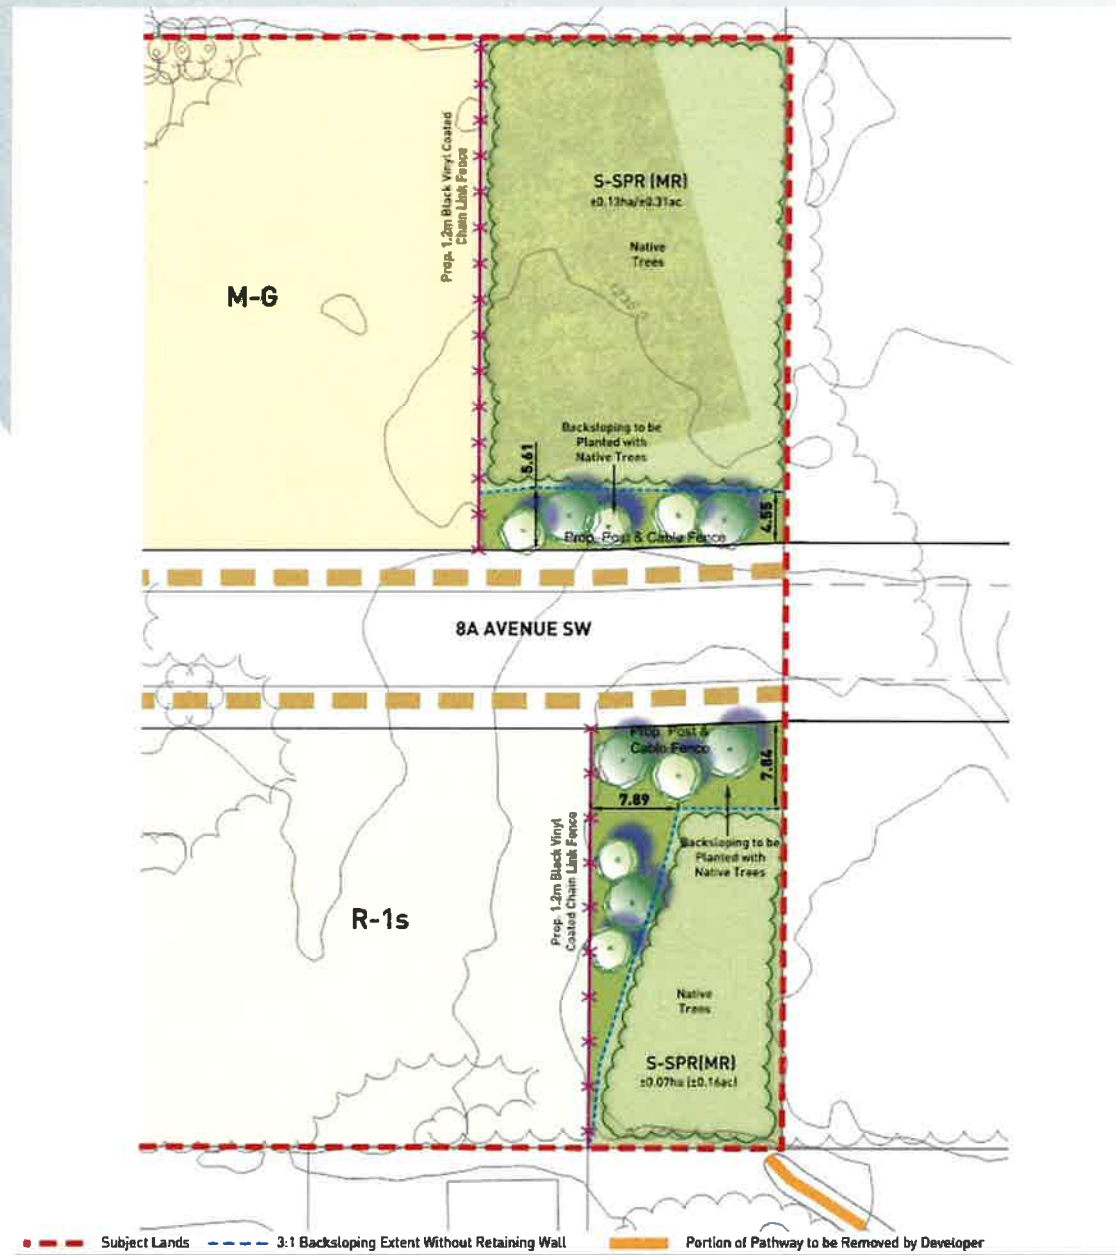 Prop. 1.2m Black Vinyl Coated
Chain Link Fence
S-SPR (MR)
±0.13ha/±0.31ac
Native
Trees
M-G
Backsloping to be
Planted with
Native Trees
5.61
4.55
Prop. Post & Cable Fence
8A AVENUE SW
Prop. Post &
Cable Fence
7.84
7.89
Prop. 1.2m Black Vinyl
Coated Chain Link Fence
Backsloping to be
Planted with
Native Trees
R-1s
Native
Trees
S-SPR(MR)
±0.07ha (±0.16ac)
Subject Lands
3:1 Backsloping Extent Without Retaining Wall
Portion of Pathway to be Removed by Developer